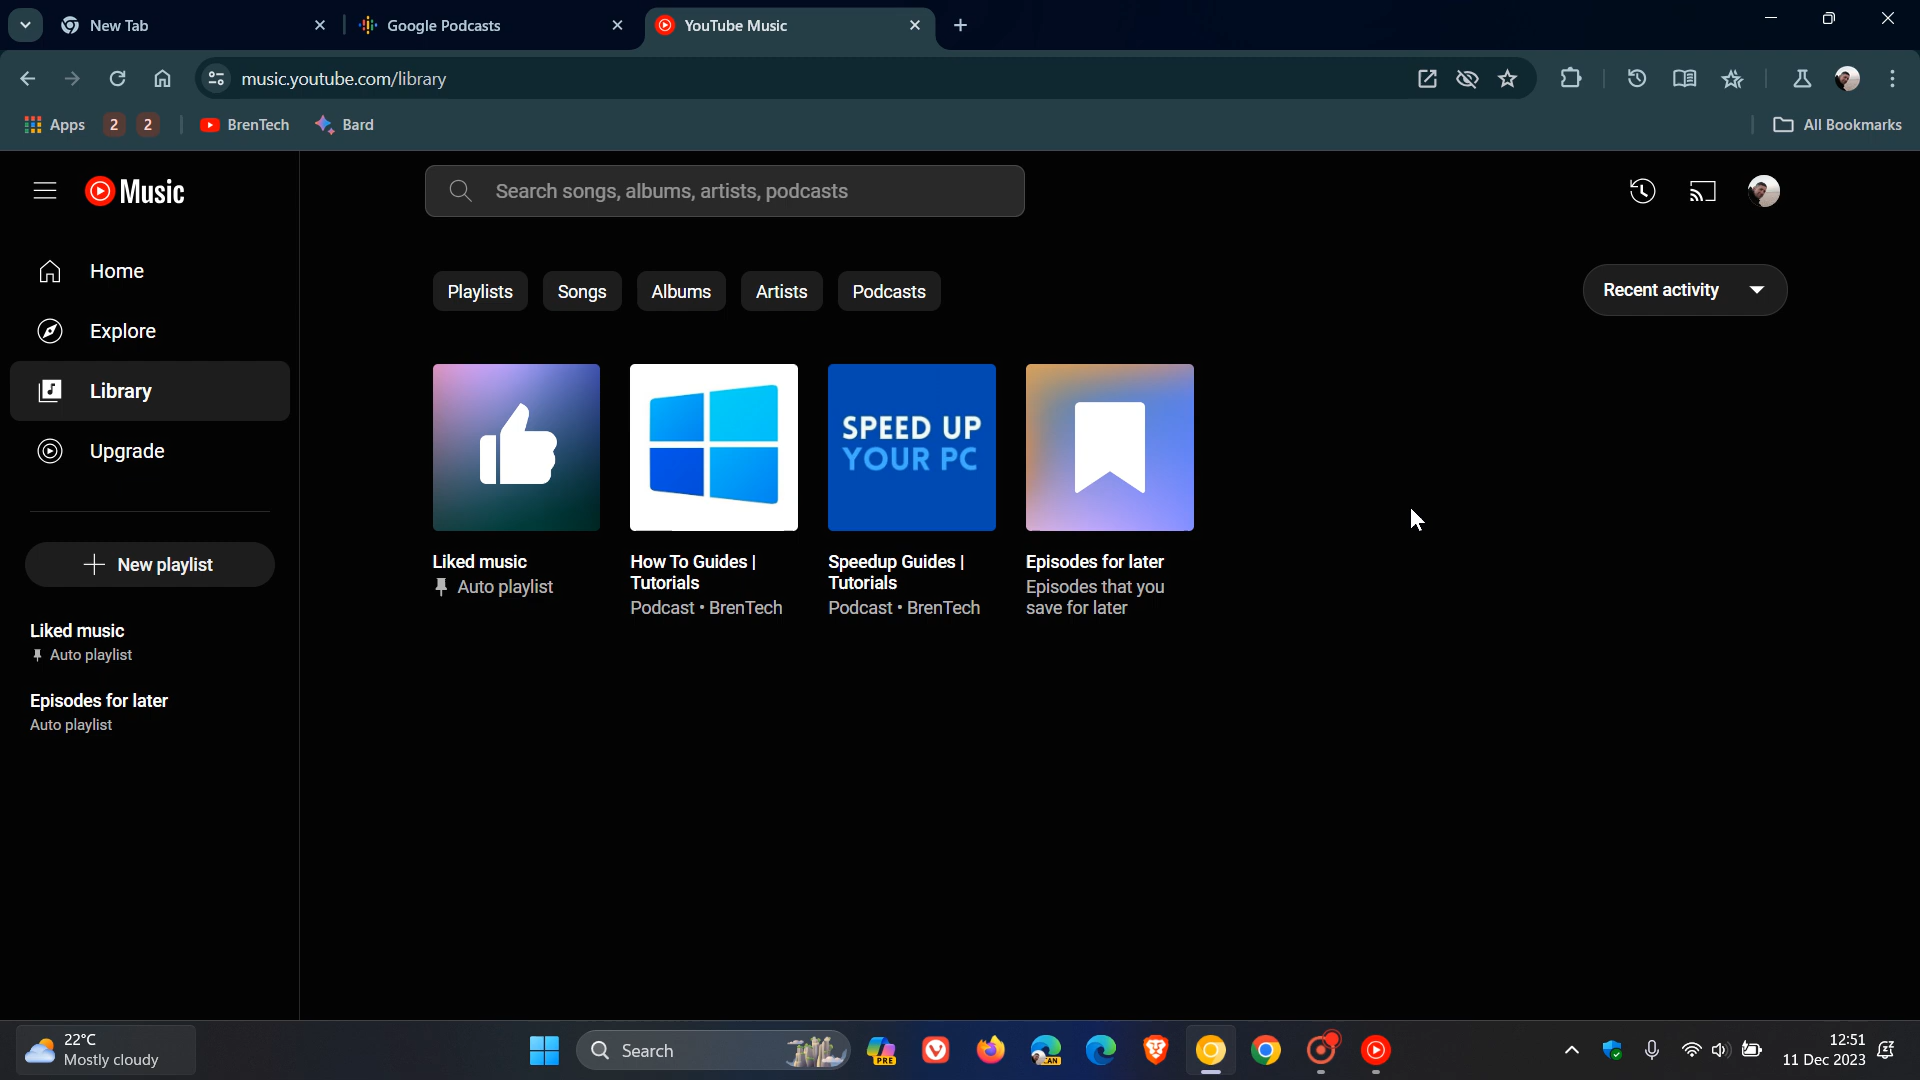 New Tab
Google Podcasts
YouTube Music
music.youtube.com/library
Apps
2
2
BrenTech
Bard
All Bookmarks
Music
Search songs, albums, artists, podcasts
Home
Explore
Library
Upgrade
New playlist
Liked music
Auto playlist
Episodes for later
Auto playlist
Playlists
Songs
Albums
Artists
Podcasts
Recent activity
SPEED UP
YOUR PC
Liked music
Auto playlist
How To Guides |
Tutorials
Podcast • BrenTech
Speedup Guides |
Tutorials
Podcast • BrenTech
Episodes for later
Episodes that you
save for later
22°C
Mostly cloudy
Search
PRE
CAN
12:51
11 Dec 2023